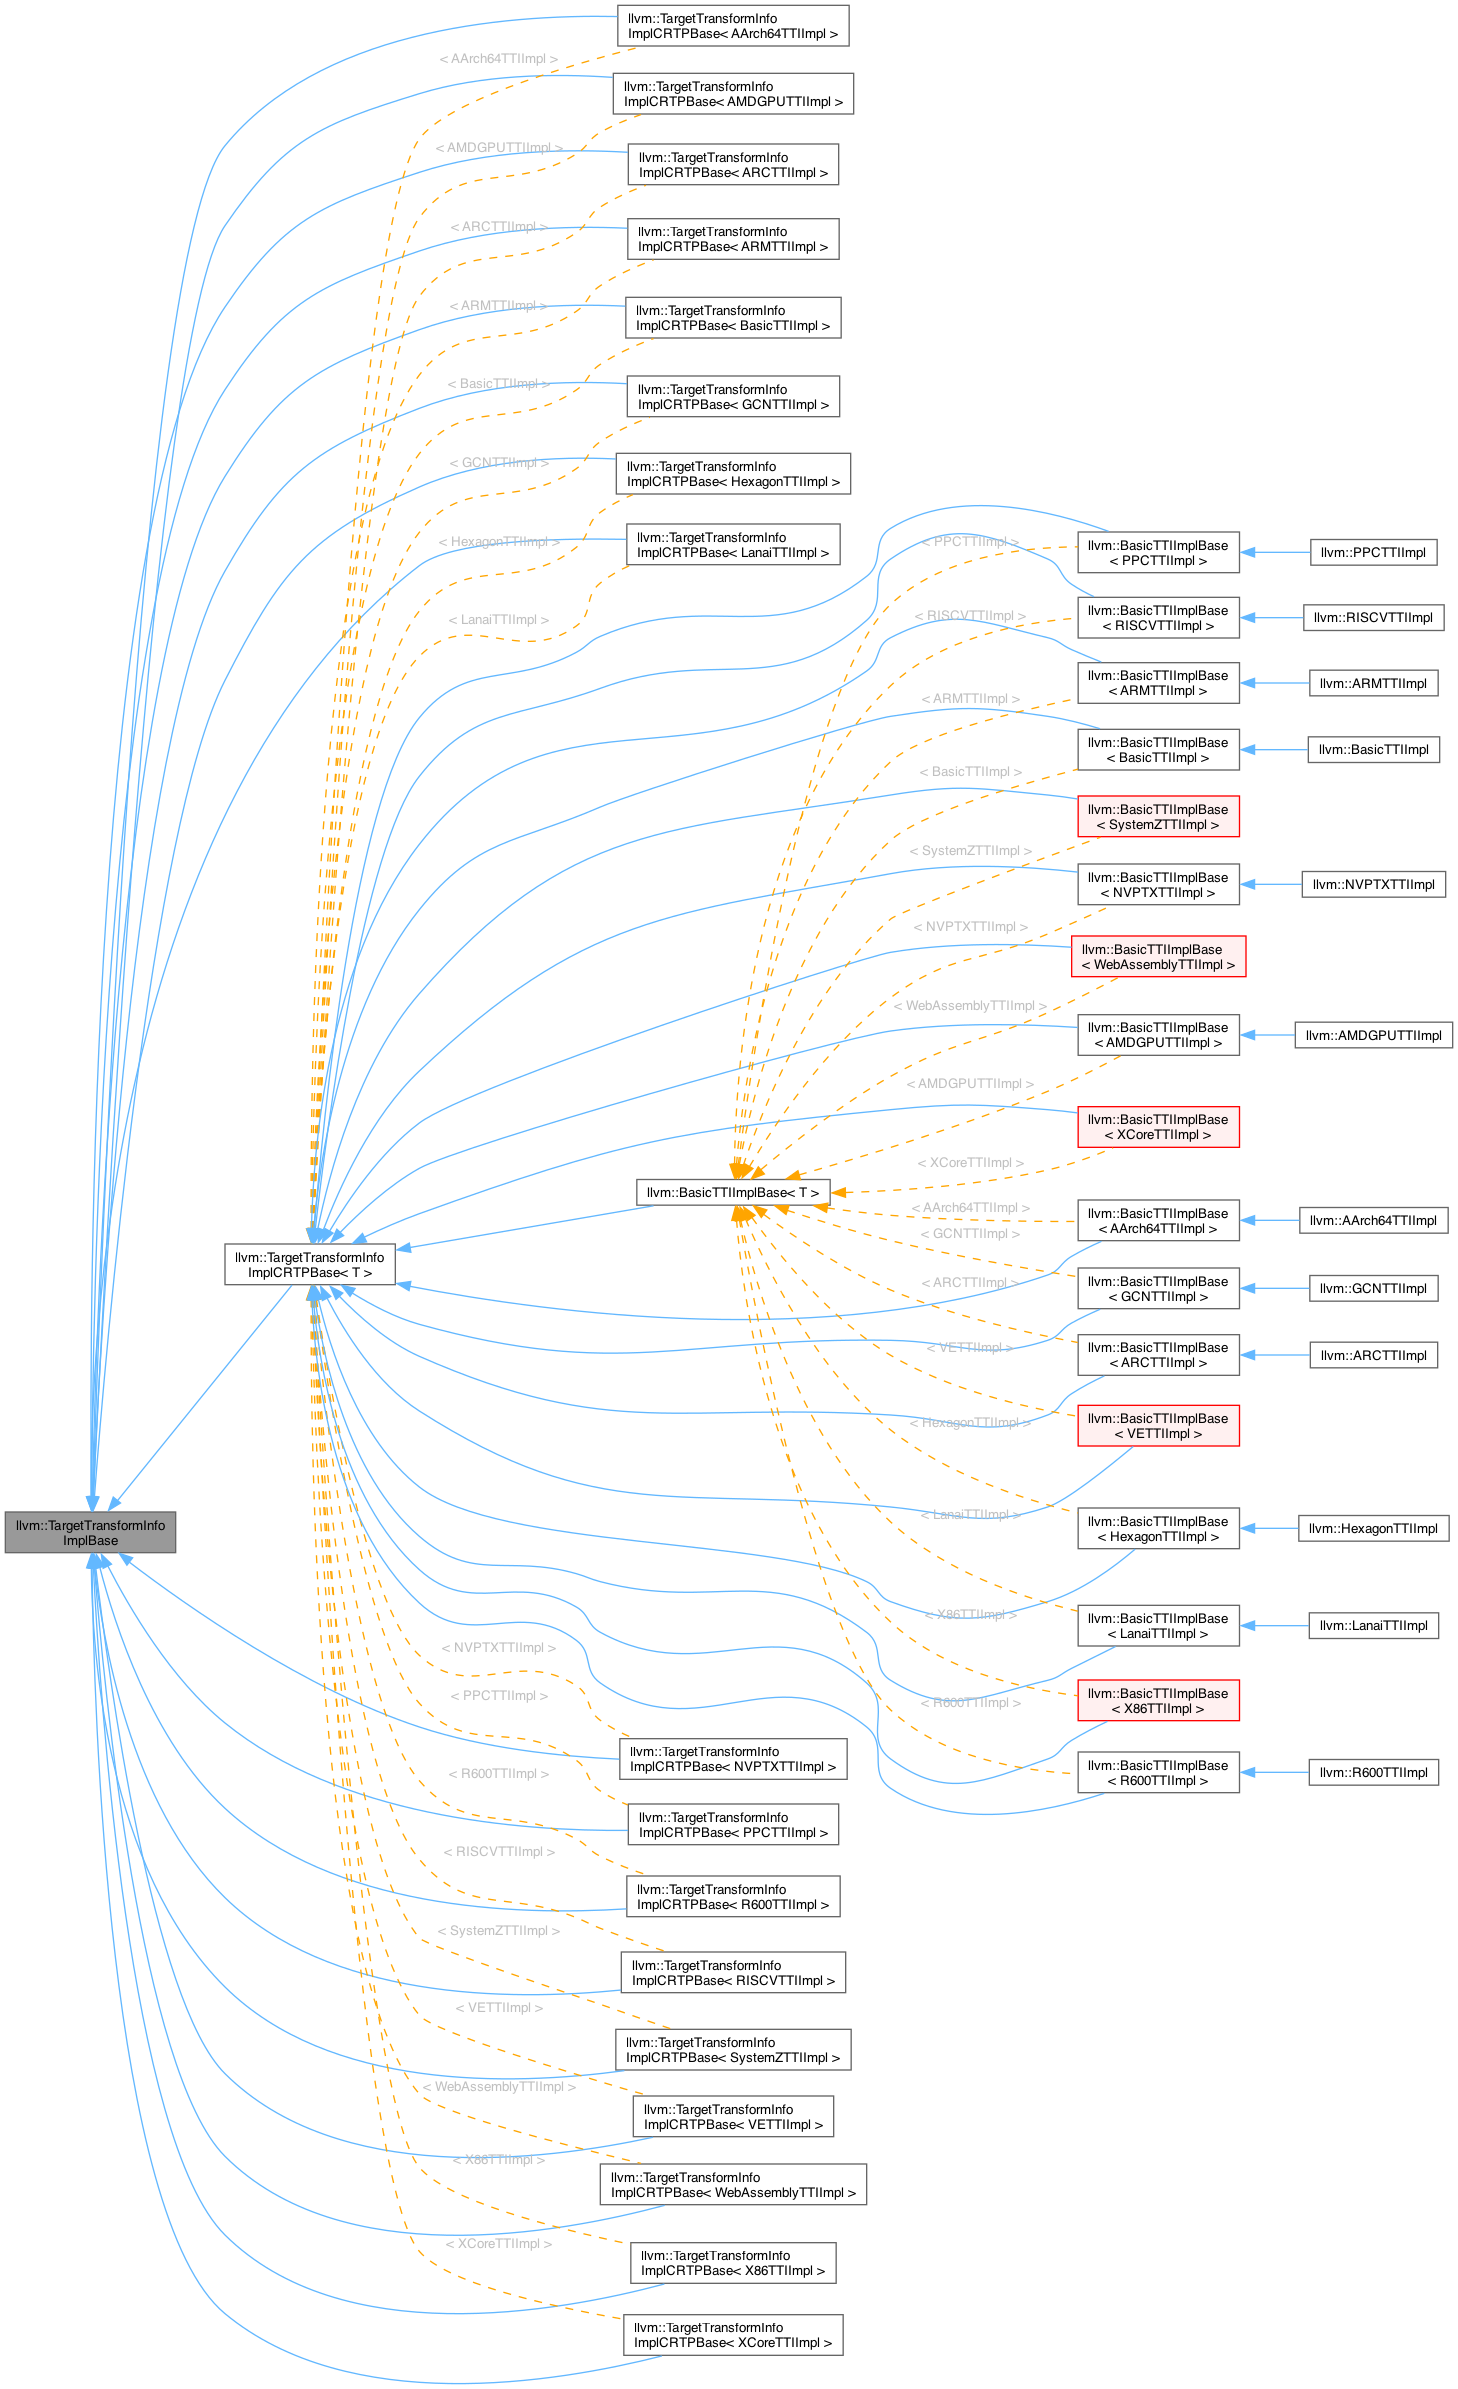 llvm::TargetTransformInfo
ImplCRTPBase< AArch64TTIImpl >
< AArch64TTIImpl >
llvm::TargetTransformInfo
ImplCRTPBase< AMDGPUTTIImpl >
< AMDGPUTTIImpl >
llvm::TargetTransformInfo
ImplCRTPBase< ARCTTIImpl >
< ARCTTIImpl >
llvm::TargetTransformInfo
ImplCRTPBase< ARMTTIImpl >
< ARMTTIImpl >
llvm::TargetTransformInfo
ImplCRTPBase< BasicTTIImpl >
< BasicTTIImpl >
llvm::TargetTransformInfo
ImplCRTPBase< GCNTTIImpl >
< GCNTTIImpl >
llvm::TargetTransformInfo
ImplCRTPBase< HexagonTTIImpl >
< HexagonTTIImpl >
llvm::TargetTransformInfo
ImplCRTPBase< LanaiTTIImpl >
< LanaiTTIImpl >
< PPCTTIImpl >
llvm::BasicTTIImplBase
< PPCTTIImpl >
llvm::PPCTTIImpl
< RISCVTTIImpl >
llvm::BasicTTIImplBase
< RISCVTTIImpl >
llvm::RISCVTTIImpl
< ARMTTIImpl >
llvm::BasicTTIImplBase
< ARMTTIImpl >
llvm::ARMTTIImpl
< BasicTTIImpl >
llvm::BasicTTIImplBase
< BasicTTIImpl >
llvm::BasicTTIImpl
< SystemZTTIImpl >
llvm::BasicTTIImplBase
< SystemZTTIImpl >
< NVPTXTTIImpl >
llvm::BasicTTIImplBase
< NVPTXTTIImpl >
llvm::NVPTXTTIImpl
< WebAssemblyTTIImpl >
llvm::BasicTTIImplBase
< WebAssemblyTTIImpl >
< AMDGPUTTIImpl >
llvm::BasicTTIImplBase
< AMDGPUTTIImpl >
llvm::AMDGPUTTIImpl
< XCoreTTIImpl >
llvm::BasicTTIImplBase
< XCoreTTIImpl >
llvm::BasicTTIImplBase< T >
< AArch64TTIImpl >
llvm::BasicTTIImplBase
< AArch64TTIImpl >
llvm::AArch64TTIImpl
< GCNTTIImpl >
llvm::BasicTTIImplBase
< GCNTTIImpl >
llvm::GCNTTIImpl
llvm::TargetTransformInfo
ImplCRTPBase< T >
< ARCTTIImpl >
llvm::BasicTTIImplBase
< ARCTTIImpl >
llvm::ARCTTIImpl
< VETTIImpl >
llvm::BasicTTIImplBase
< VETTIImpl >
< HexagonTTIImpl >
llvm::BasicTTIImplBase
< HexagonTTIImpl >
llvm::HexagonTTIImpl
llvm::TargetTransformInfo
ImplBase
< LanaiTTIImpl >
llvm::BasicTTIImplBase
< LanaiTTIImpl >
llvm::LanaiTTIImpl
< X86TTIImpl >
llvm::BasicTTIImplBase
< X86TTIImpl >
< R600TTIImpl >
llvm::BasicTTIImplBase
< R600TTIImpl >
llvm::R600TTIImpl
< NVPTXTTIImpl >
llvm::TargetTransformInfo
ImplCRTPBase< NVPTXTTIImpl >
< PPCTTIImpl >
llvm::TargetTransformInfo
ImplCRTPBase< PPCTTIImpl >
< R600TTIImpl >
llvm::TargetTransformInfo
ImplCRTPBase< R600TTIImpl >
< RISCVTTIImpl >
llvm::TargetTransformInfo
ImplCRTPBase< RISCVTTIImpl >
< SystemZTTIImpl >
llvm::TargetTransformInfo
ImplCRTPBase< SystemZTTIImpl >
< VETTIImpl >
llvm::TargetTransformInfo
ImplCRTPBase< VETTIImpl >
< WebAssemblyTTIImpl >
llvm::TargetTransformInfo
ImplCRTPBase< WebAssemblyTTIImpl >
< X86TTIImpl >
llvm::TargetTransformInfo
ImplCRTPBase< X86TTIImpl >
< XCoreTTIImpl >
llvm::TargetTransformInfo
ImplCRTPBase< XCoreTTIImpl >